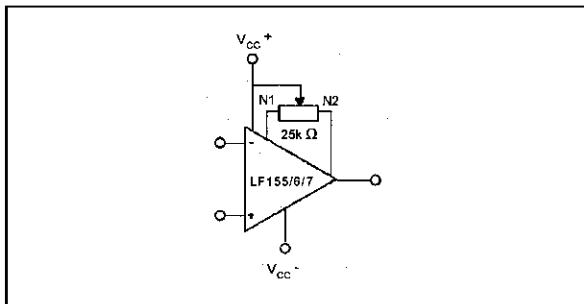 VCC+
N1 N2
25k Ω
-
LF155/6/7
+
VCC-